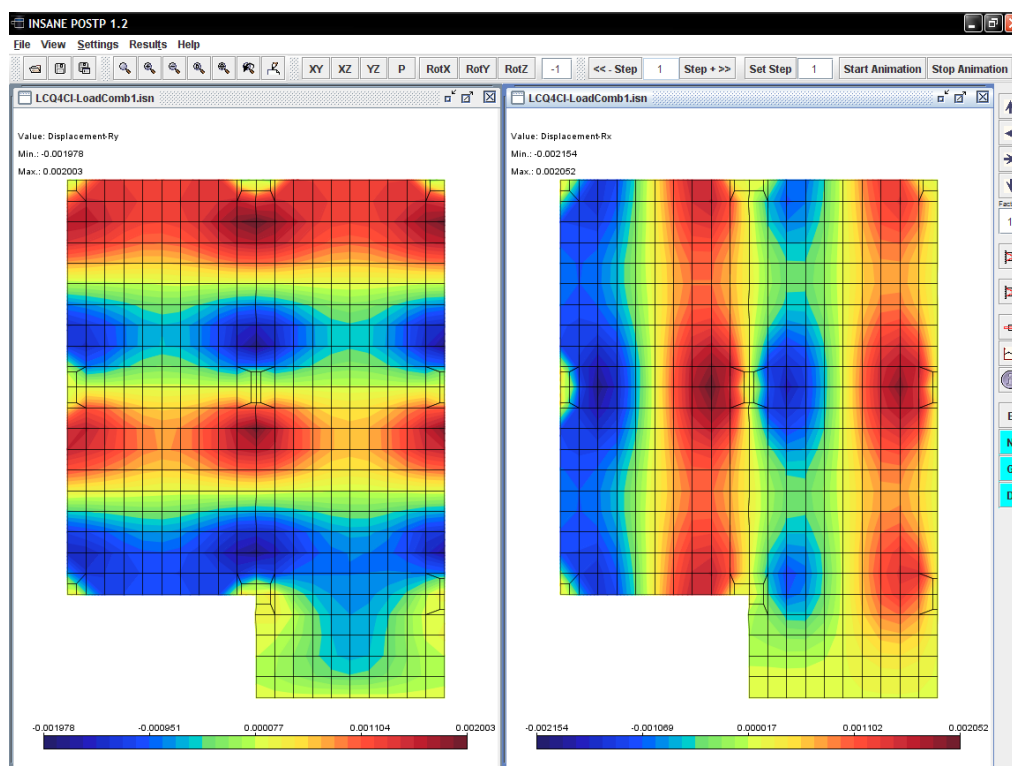 INSANE POSTP 1.2
File View Settings Results Help
XY XZ YZ P RotX RotY RotZ -1 << - Step 1 Step + >> Set Step 1 Start Animation Stop Animation
LCQ4CI-LoadComb1.isn
Value: Displacement-Ry
Min.: -0.001978
Max.: 0.002003
-0.001978 -0.000951 0.000077 0.001104 0.002003
LCQ4CI-LoadComb1.isn
Value: Displacement-Rx
Min.: -0.002154
Max.: 0.002052
-0.002154 -0.001069 0.000017 0.001102 0.002052